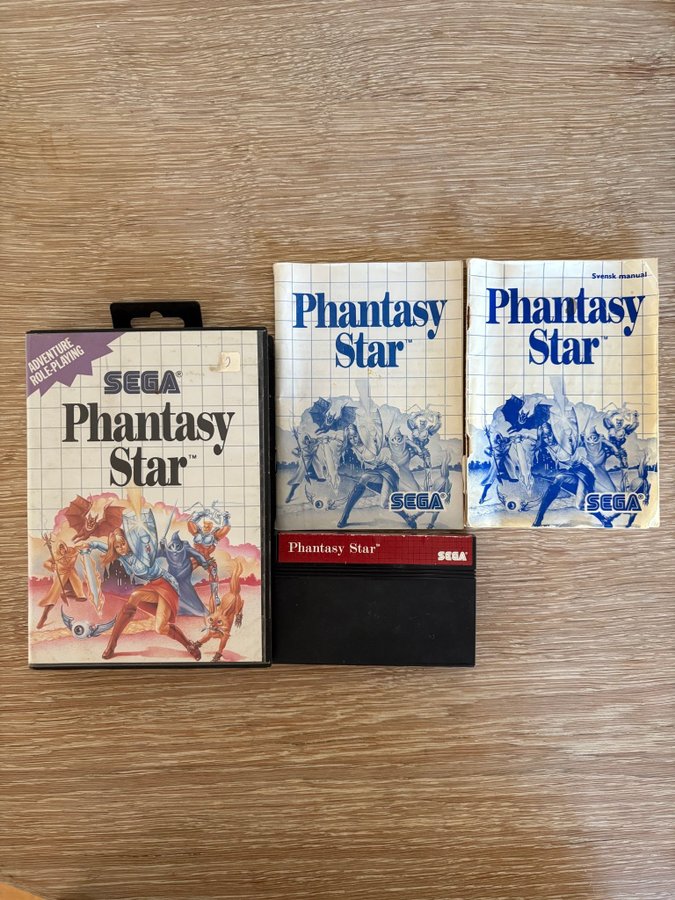 ADVENTURE
ROLE-PLAYING
SEGA®
Phantasy
Star™
Phantasy
Star™
SEGA®
Svensk manual
Phantasy
Star™
SEGA®
Phantasy Star™
SEGA®